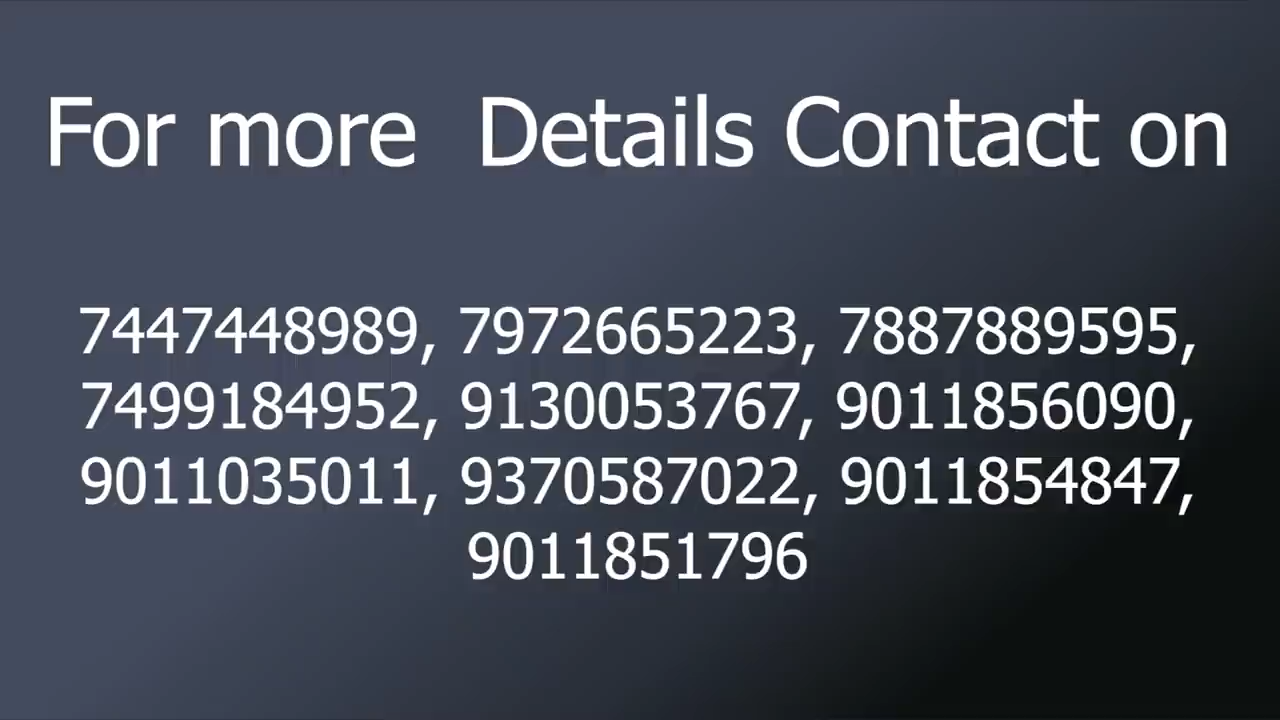 For more  Details Contact on
7447448989, 7972665223, 7887889595,
7499184952, 9130053767, 9011856090,
9011035011, 9370587022, 9011854847,
9011851796